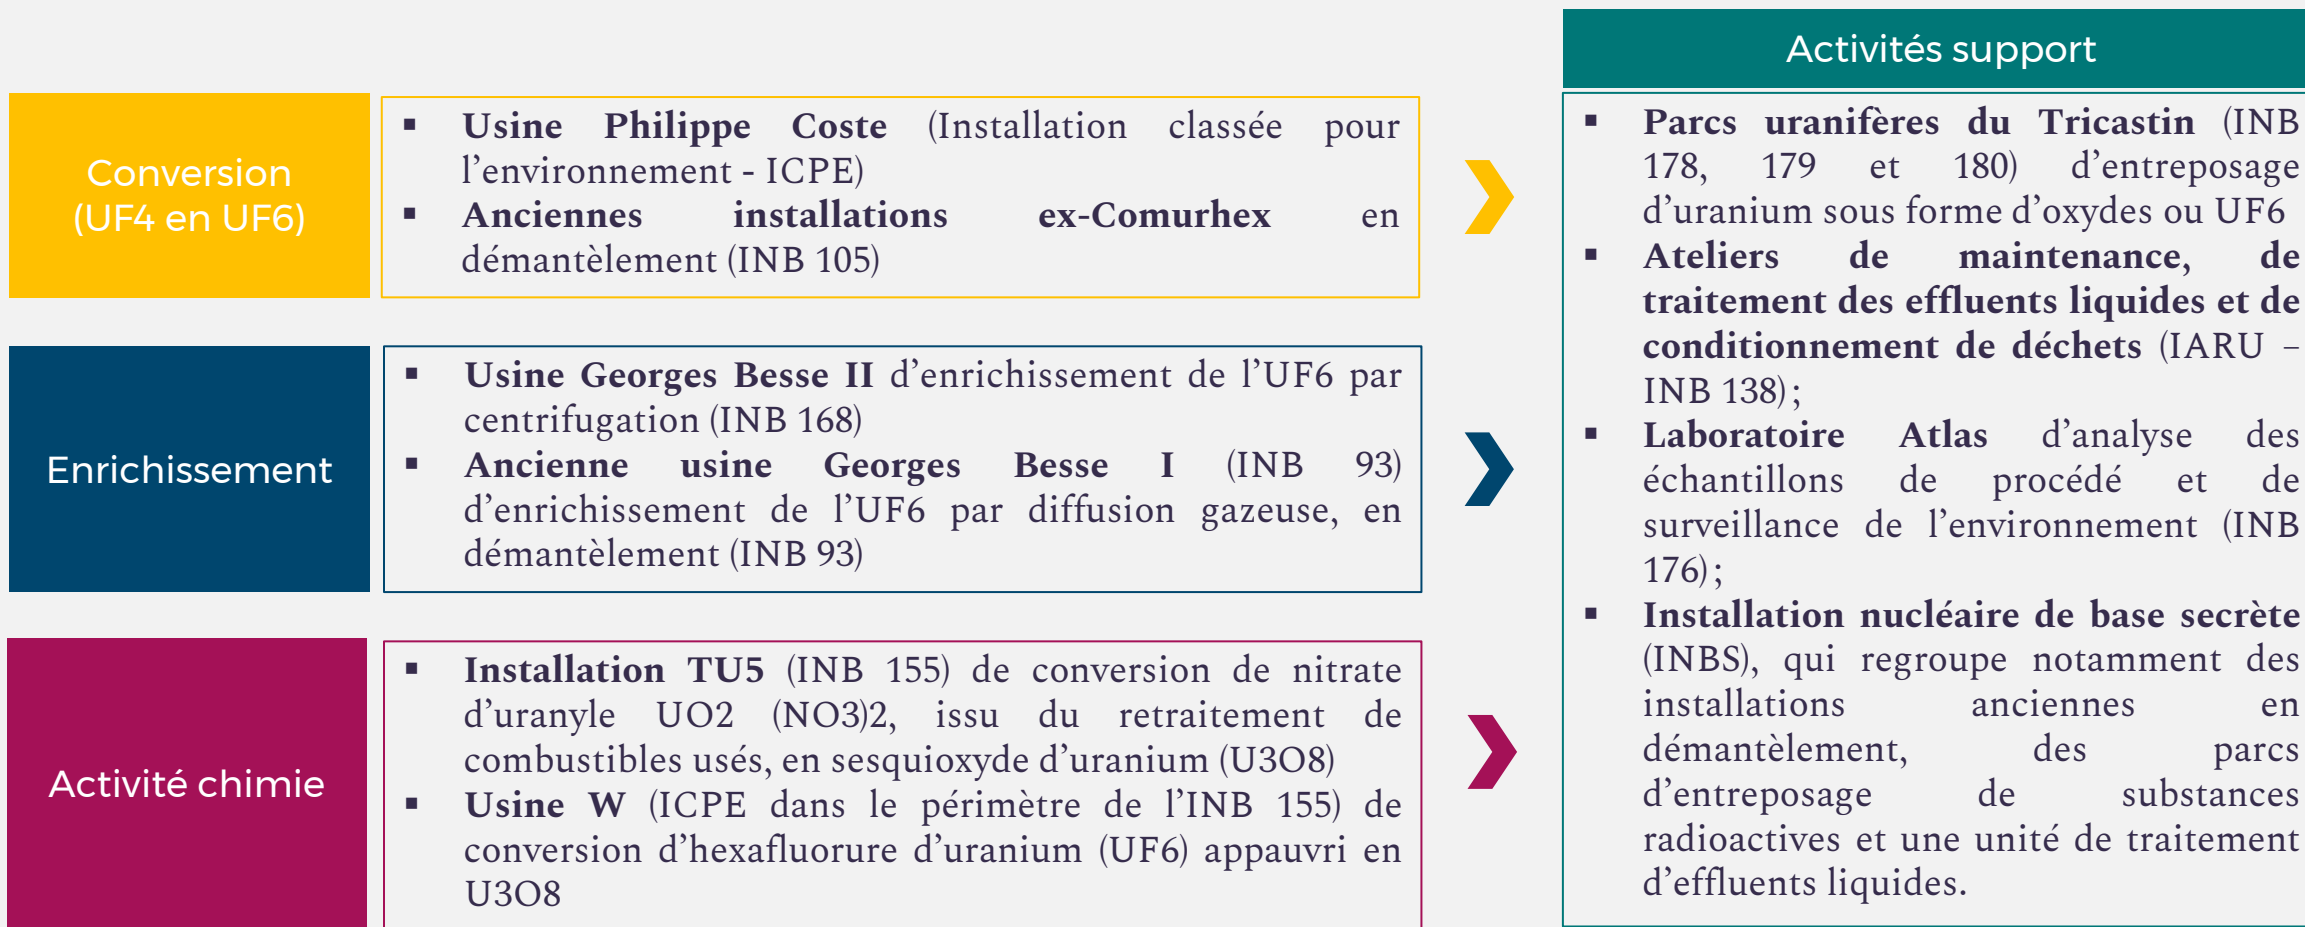 Conversion
(UF4 en UF6)
▪ Usine Philippe Coste (Installation classée pour
l’environnement - ICPE)
▪ Anciennes installations ex-Comurhex en
démantèlement (INB 105)
Enrichissement
▪ Usine Georges Besse II d’enrichissement de l’UF6 par
centrifugation (INB 168)
▪ Ancienne usine Georges Besse I (INB 93)
d’enrichissement de l’UF6 par diffusion gazeuse, en
démantèlement (INB 93)
Activité chimie
▪ Installation TU5 (INB 155) de conversion de nitrate
d’uranyle UO2 (NO3)2, issu du retraitement de
combustibles usés, en sesquioxyde d’uranium (U3O8)
▪ Usine W (ICPE dans le périmètre de l’INB 155) de
conversion d’hexafluorure d’uranium (UF6) appauvri en
U3O8
Activités support
▪ Parcs uranifères du Tricastin (INB
178, 179 et 180) d’entreposage
d’uranium sous forme d’oxydes ou UF6
▪ Ateliers de maintenance, de
traitement des effluents liquides et de
conditionnement de déchets (IARU –
INB 138) ;
▪ Laboratoire Atlas d’analyse des
échantillons de procédé et de
surveillance de l’environnement (INB
176) ;
▪ Installation nucléaire de base secrète
(INBS), qui regroupe notamment des
installations anciennes en
démantèlement, des parcs
d’entreposage de substances
radioactives et une unité de traitement
d’effluents liquides.